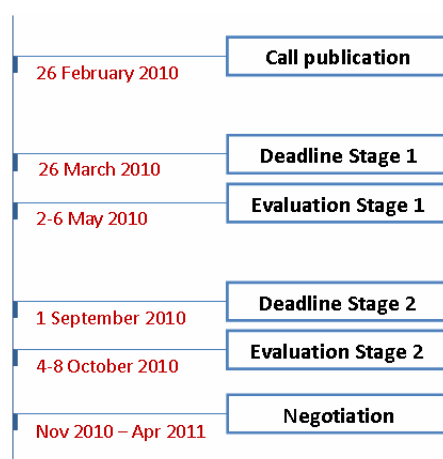 Call publication
26 February 2010
Deadline Stage 1
26 March 2010
Evaluation Stage 1
2-6 May 2010
Deadline Stage 2
1 September 2010
Evaluation Stage 2
4-8 October 2010
Negotiation
Nov 2010 – Apr 2011